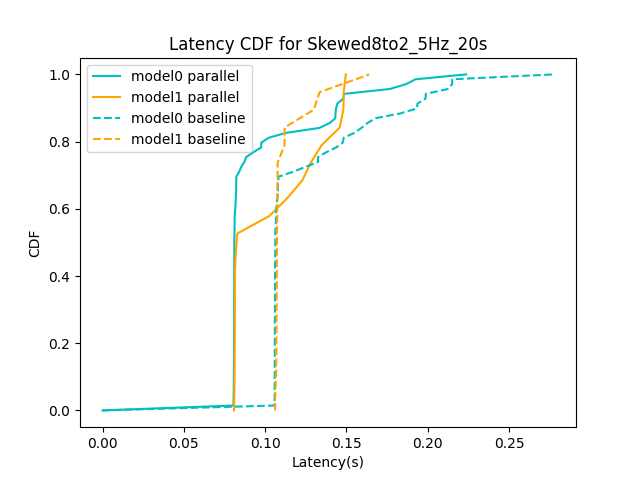 Latency CDF for Skewed8to2_5Hz_20s
model0 parallel
model1 parallel
model0 baseline
model1 baseline
CDF
1.0
0.8
0.6
0.4
0.2
0.0
0.00 0.05 0.10 0.15 0.20 0.25
Latency(s)